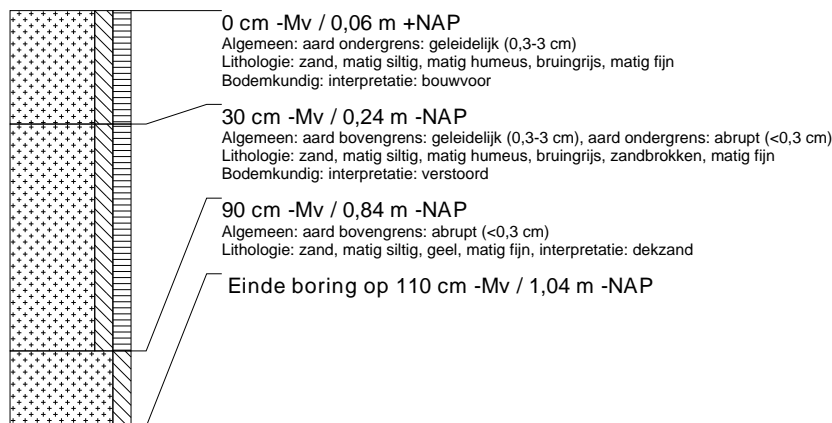 0 cm -Mv / 0,06 m +NAP
Algemeen: aard ondergrens: geleidelijk (0,3-3 cm)
Lithologie: zand, matig siltig, matig humeus, bruingrijs, matig fijn
Bodemkundig: interpretatie: bouwvoor
30 cm -Mv / 0,24 m -NAP
Algemeen: aard bovengrens: geleidelijk (0,3-3 cm), aard ondergrens: abrupt (<0,3 cm)
Lithologie: zand, matig siltig, matig humeus, bruingrijs, zandbrokken, matig fijn
Bodemkundig: interpretatie: verstoord
90 cm -Mv / 0,84 m -NAP
Algemeen: aard bovengrens: abrupt (<0,3 cm)
Lithologie: zand, matig siltig, geel, matig fijn, interpretatie: dekzand
Einde boring op 110 cm -Mv / 1,04 m -NAP